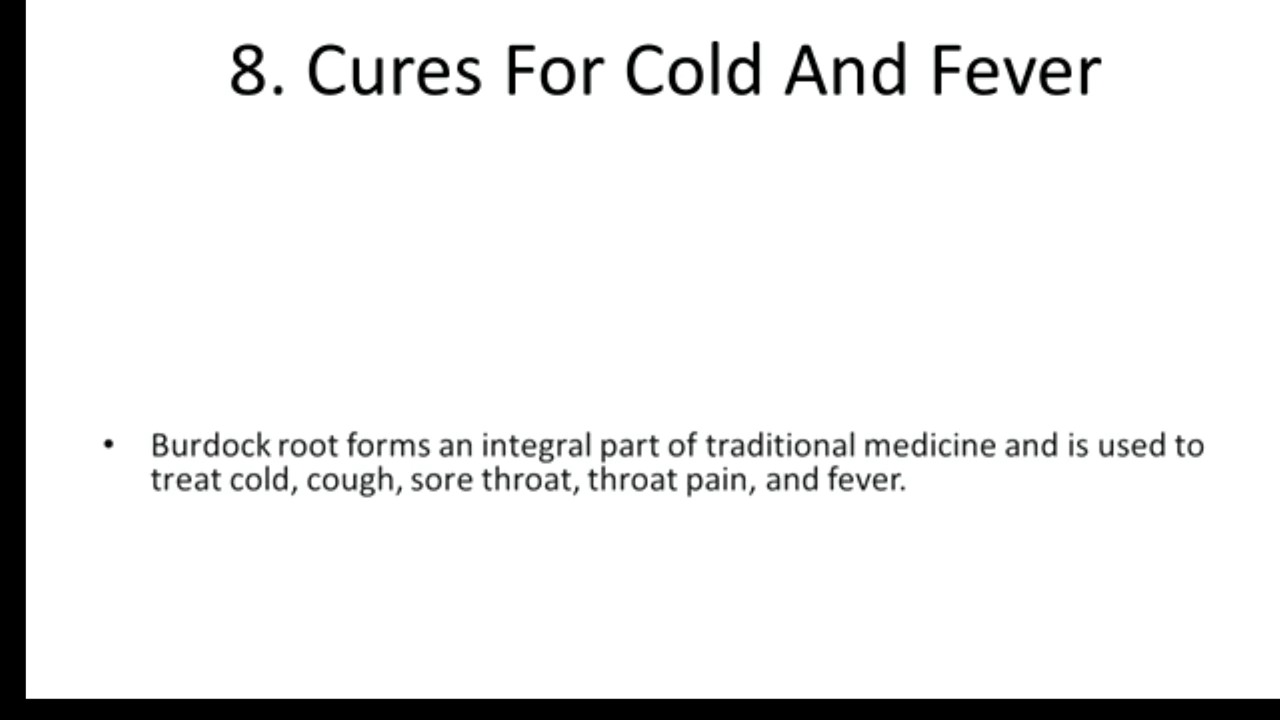 8. Cures For Cold And Fever
• Burdock root forms an integral part of traditional medicine and is used to
treat cold, cough, sore throat, throat pain, and fever.